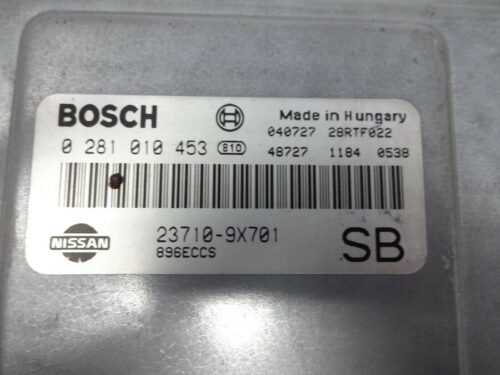 BOSCH Made in Hungary
040727 28RTF022
0 281 010 453 810 48727 1184 0538
NISSAN 23710-9X701 SB
896ECCS